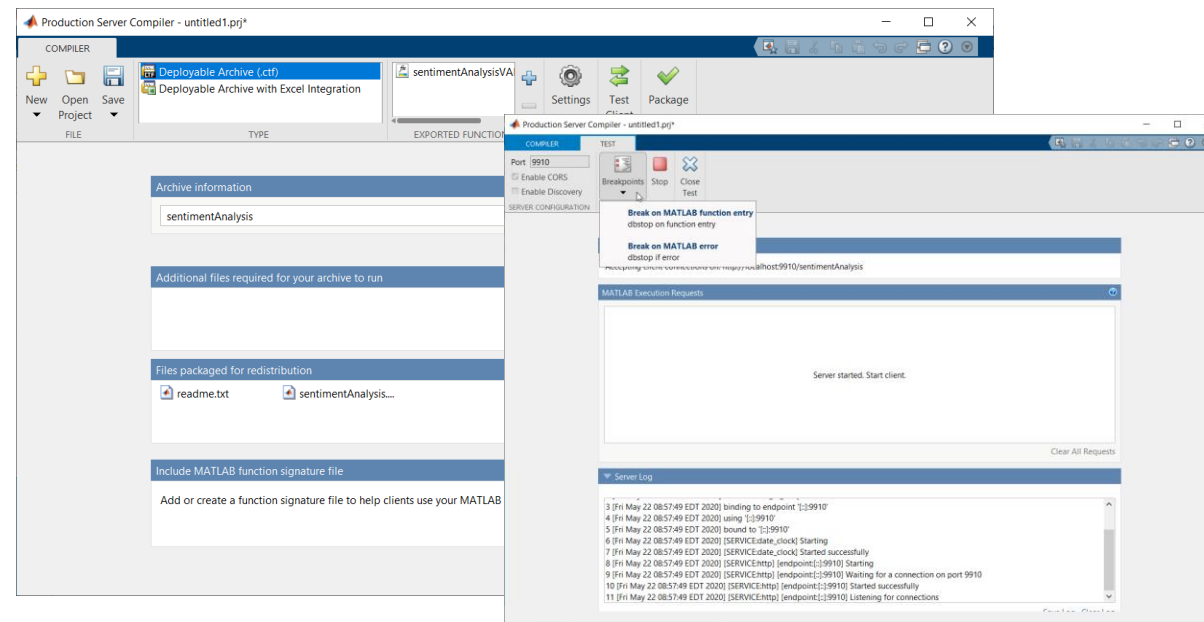 Production Server Compiler - untitled1.prj*
COMPILER
New
Open Project
Save
FILE
Deployable Archive (.ctf)
Deployable Archive with Excel Integration
TYPE
sentimentAnalysisVA
EXPORTED FUNCTION
Settings
Test
Package
Archive information
sentimentAnalysis
Additional files required for your archive to run
Files packaged for redistribution
readme.txt
sentimentAnalysis....
Include MATLAB function signature file
Add or create a function signature file to help clients use your MATLAB
Production Server Compiler - untitled1.prj*
COMPILER
TEST
Port 9910
Enable CORS
Enable Discovery
SERVER CONFIGURATION
Breakpoints
Stop
Close Test
Break on MATLAB function entry
dbstop on function entry
Break on MATLAB error
dbstop if error
Accepting client connections on: http://localhost:9910/sentimentAnalysis
MATLAB Execution Requests
Server started. Start client.
Clear All Requests
Server Log
3 [Fri May 22 08:57:49 EDT 2020] binding to endpoint '[::]:9910'
4 [Fri May 22 08:57:49 EDT 2020] using '[::]:9910'
5 [Fri May 22 08:57:49 EDT 2020] bound to '[::]:9910'
6 [Fri May 22 08:57:49 EDT 2020] [SERVICE:date_clock] Starting
7 [Fri May 22 08:57:49 EDT 2020] [SERVICE:date_clock] Started successfully
8 [Fri May 22 08:57:49 EDT 2020] [SERVICE:http] [endpoint:[::]:9910] Starting
9 [Fri May 22 08:57:49 EDT 2020] [SERVICE:http] [endpoint:[::]:9910] Waiting for a connection on port 9910
10 [Fri May 22 08:57:49 EDT 2020] [SERVICE:http] [endpoint:[::]:9910] Started successfully
11 [Fri May 22 08:57:49 EDT 2020] [SERVICE:http] [endpoint:[::]:9910] Listening for connections